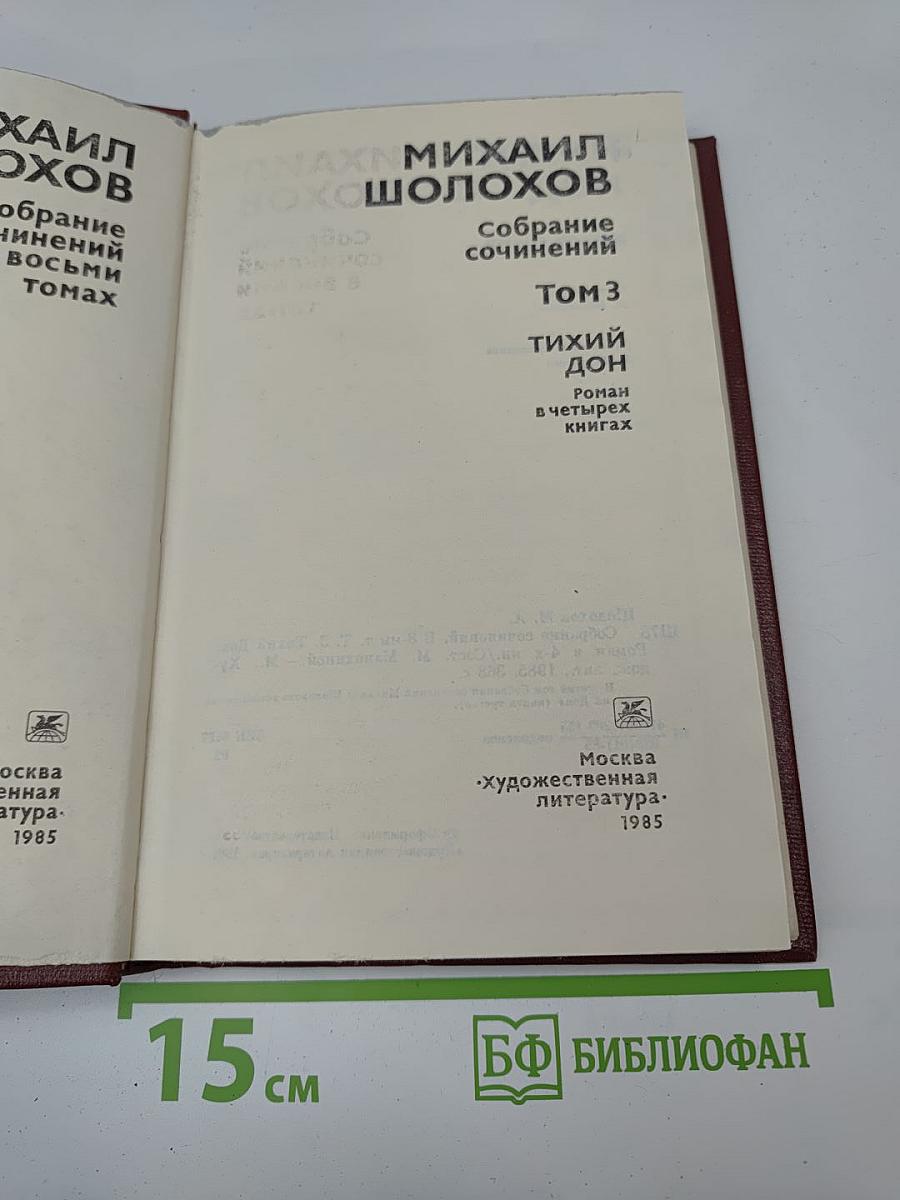 ХАИЛ
ОХОВ
обрание
чинений
восьми
томах
осква
енная
атура·
1985
МИХАИЛ
ШОЛОХОВ
Собрание
сочинений
Том 3
ТИХИЙ
ДОН
Роман
в четырех
книгах
Москва
·Художественная
литература·
1985
15 см
БФ БИБЛИОФАН